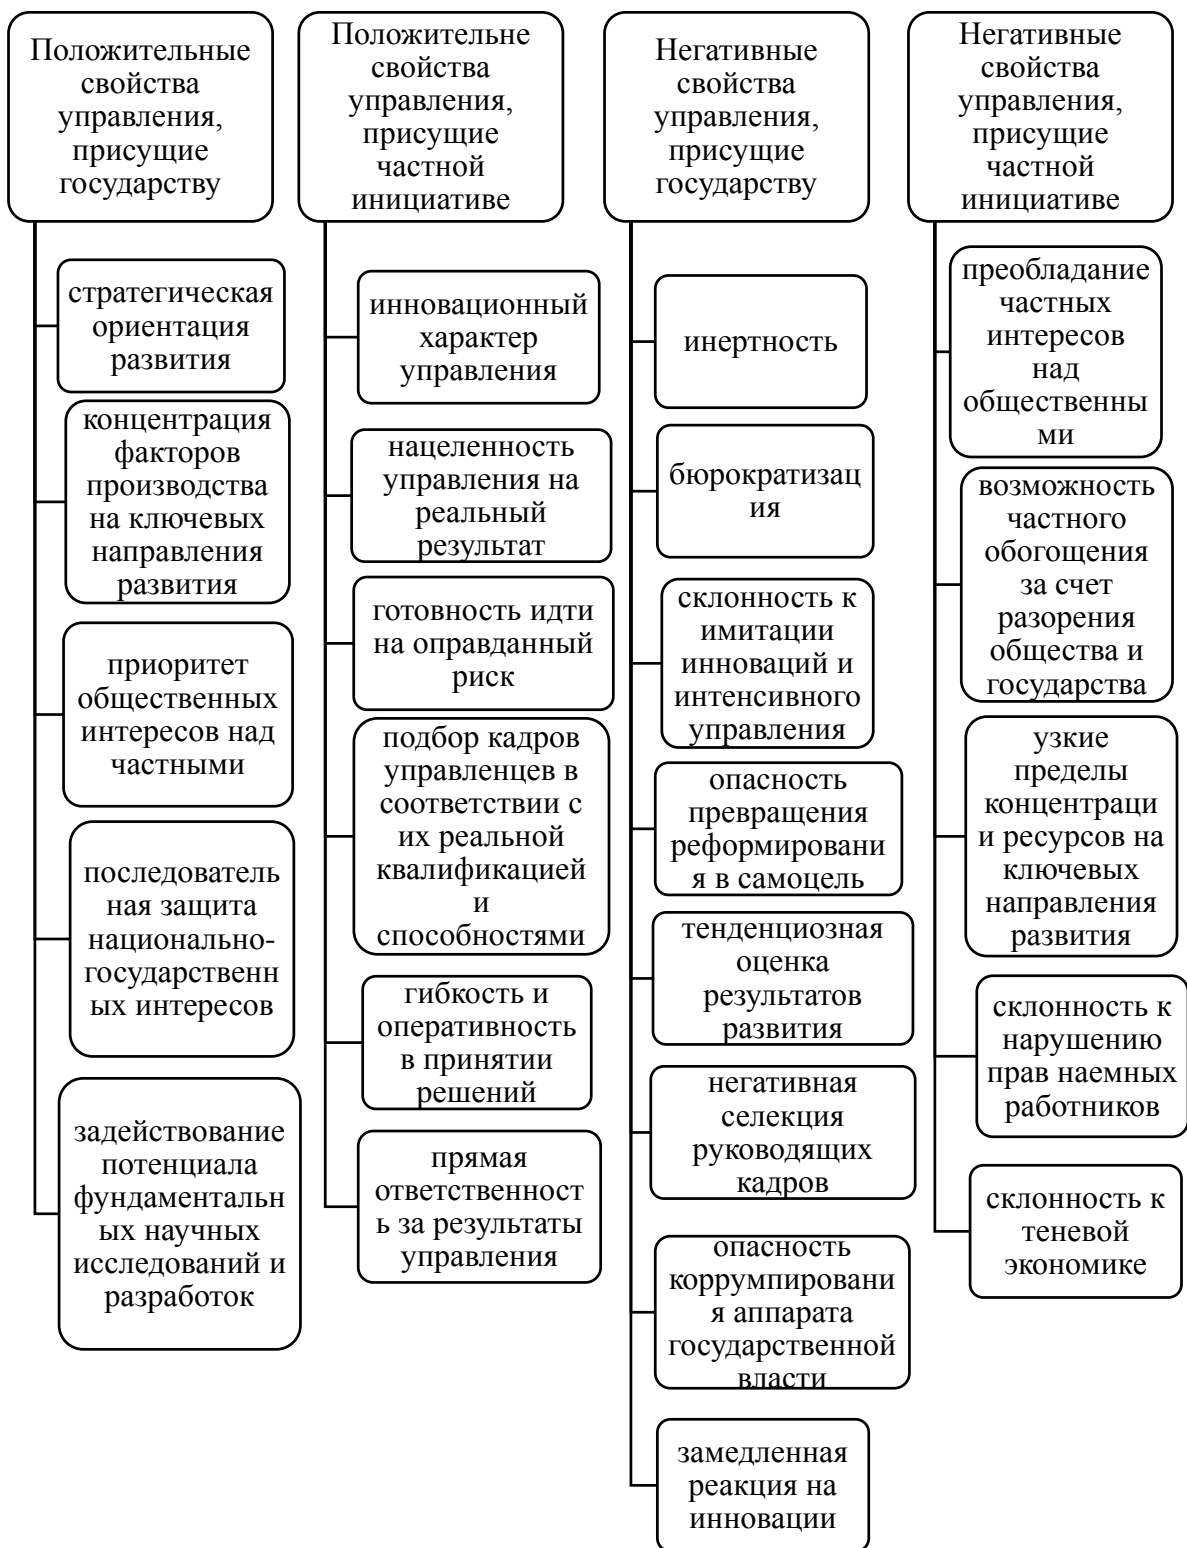 Положительные
свойства
управления,
присущие
государству
стратегическая
ориентация
развития
концентрация
факторов
производства
на ключевых
направления
развития
приоритет
общественных
интересов над
частными
последователь
ная защита
национально-
государственн
ых интересов
задействование
потенциала
фундаментальн
ых научных
исследований и
разработок
Положительне
свойства
управления,
присущие
частной
инициативе
инновационный
характер
управления
нацеленность
управления на
реальный
результат
готовность идти
на оправданный
риск
подбор кадров
управленцев в
соответствии с
их реальной
квалификацией
и
способностями
гибкость и
оперативность
в принятии
решений
прямая
ответственност
ь за результаты
управления
Негативные
свойства
управления,
присущие
государству
инертность
бюрократизац
ия
склонность к
имитации
инноваций и
интенсивного
управления
опасность
превращения
реформировани
я в самоцель
тенденциозная
оценка
результатов
развития
негативная
селекция
руководящих
кадров
опасность
коррумпировани
я аппарата
государственной
власти
замедленная
реакция на
инновации
Негативные
свойства
управления,
присущие
частной
инициативе
преобладание
частных
интересов
над
общественны
ми
возможность
частного
обогощения
за счет
разорения
общества и
государства
узкие
пределы
концентраци
и ресурсов на
ключевых
направления
развития
склонность к
нарушению
прав наемных
работников
склонность к
теневой
экономике